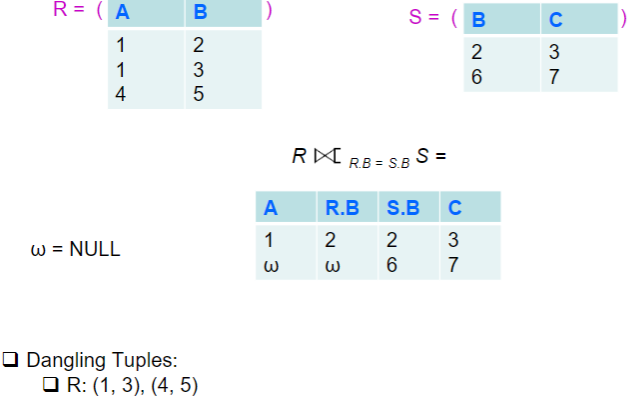 R = ( A B )
1 2
1 3
4 5
S = ( B C )
2 3
6 7
R ⟖ R.B = S.B S =
A R.B S.B C
1 2 2 3
ω ω 6 7
ω = NULL
❑ Dangling Tuples:
❑ R: (1, 3), (4, 5)